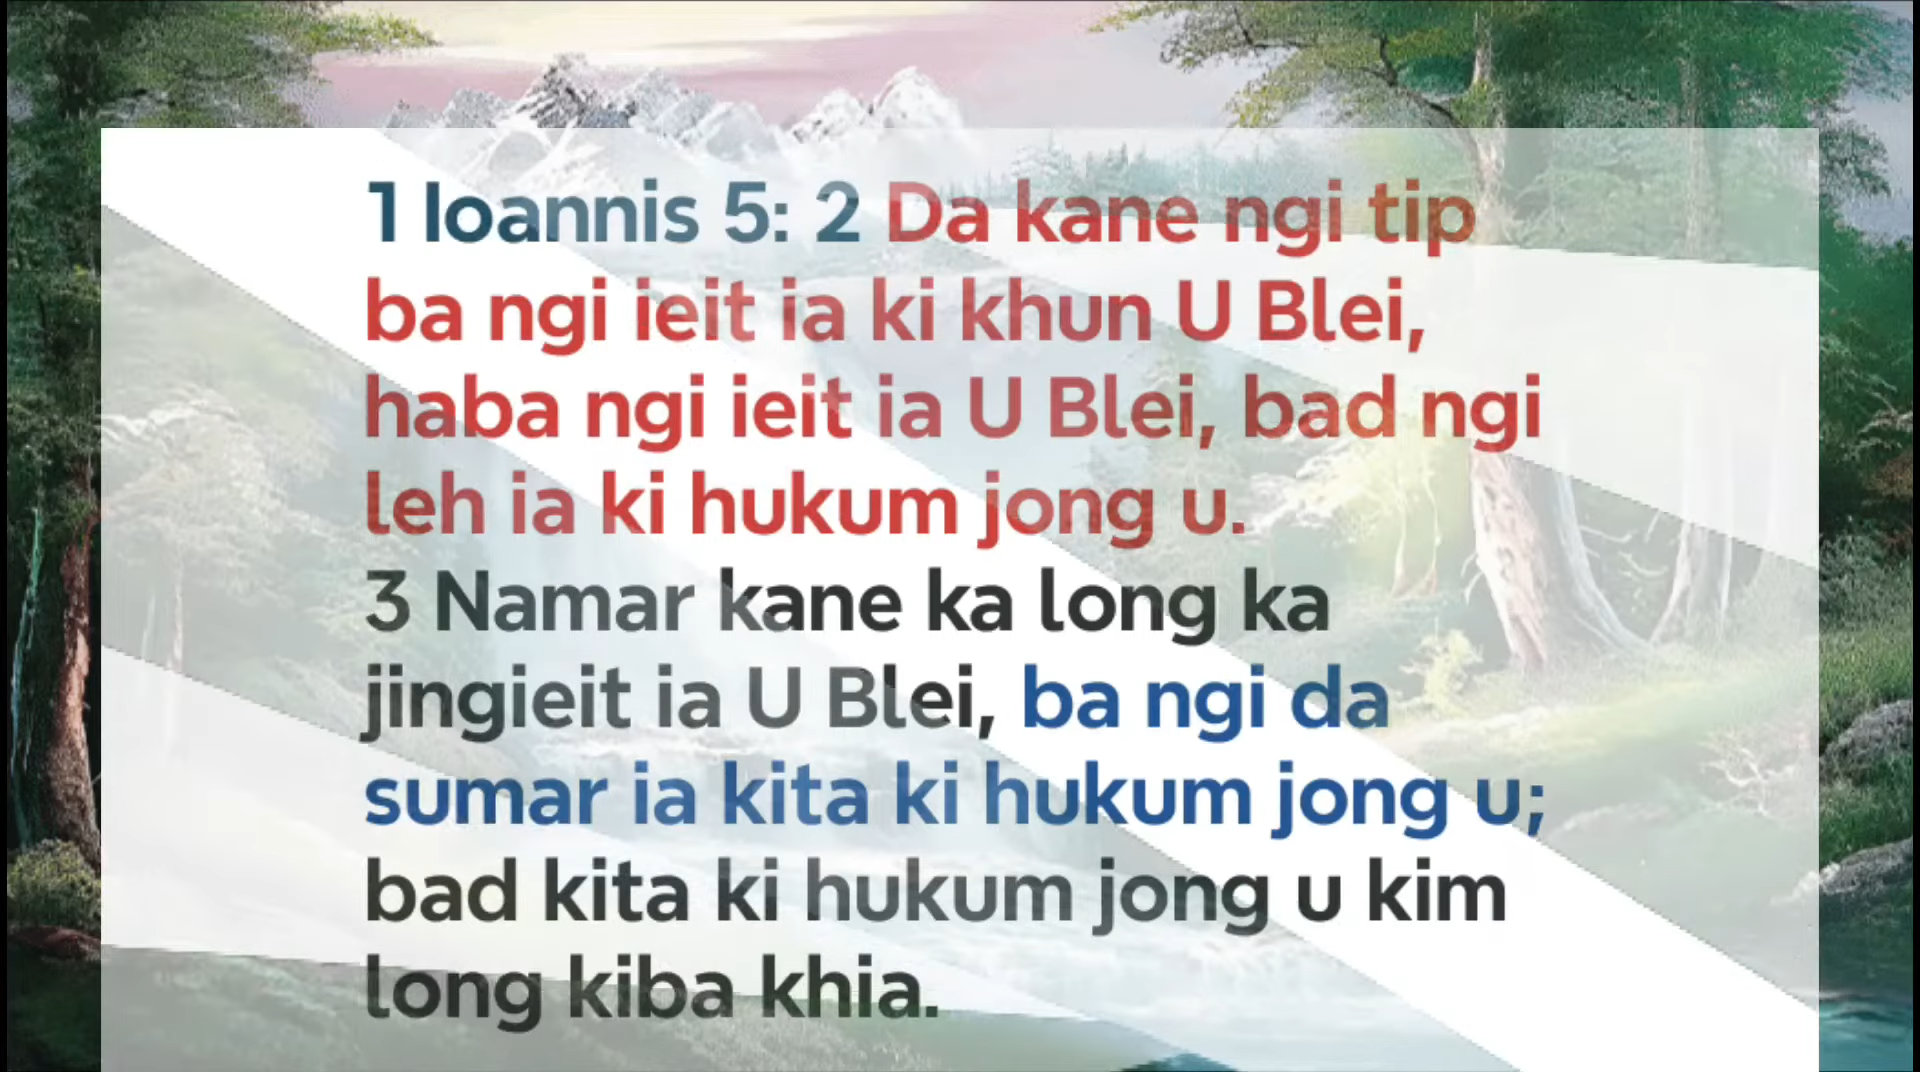 1 Ioannis 5: 2 Da kane ngi tip
ba ngi ieit ia ki khun U Blei,
haba ngi ieit ia U Blei, bad ngi
leh ia ki hukum jong u.
3 Namar kane ka long ka
jingieit ia U Blei, ba ngi da
sumar ia kita ki hukum jong u;
bad kita ki hukum jong u kim
long kiba khia.